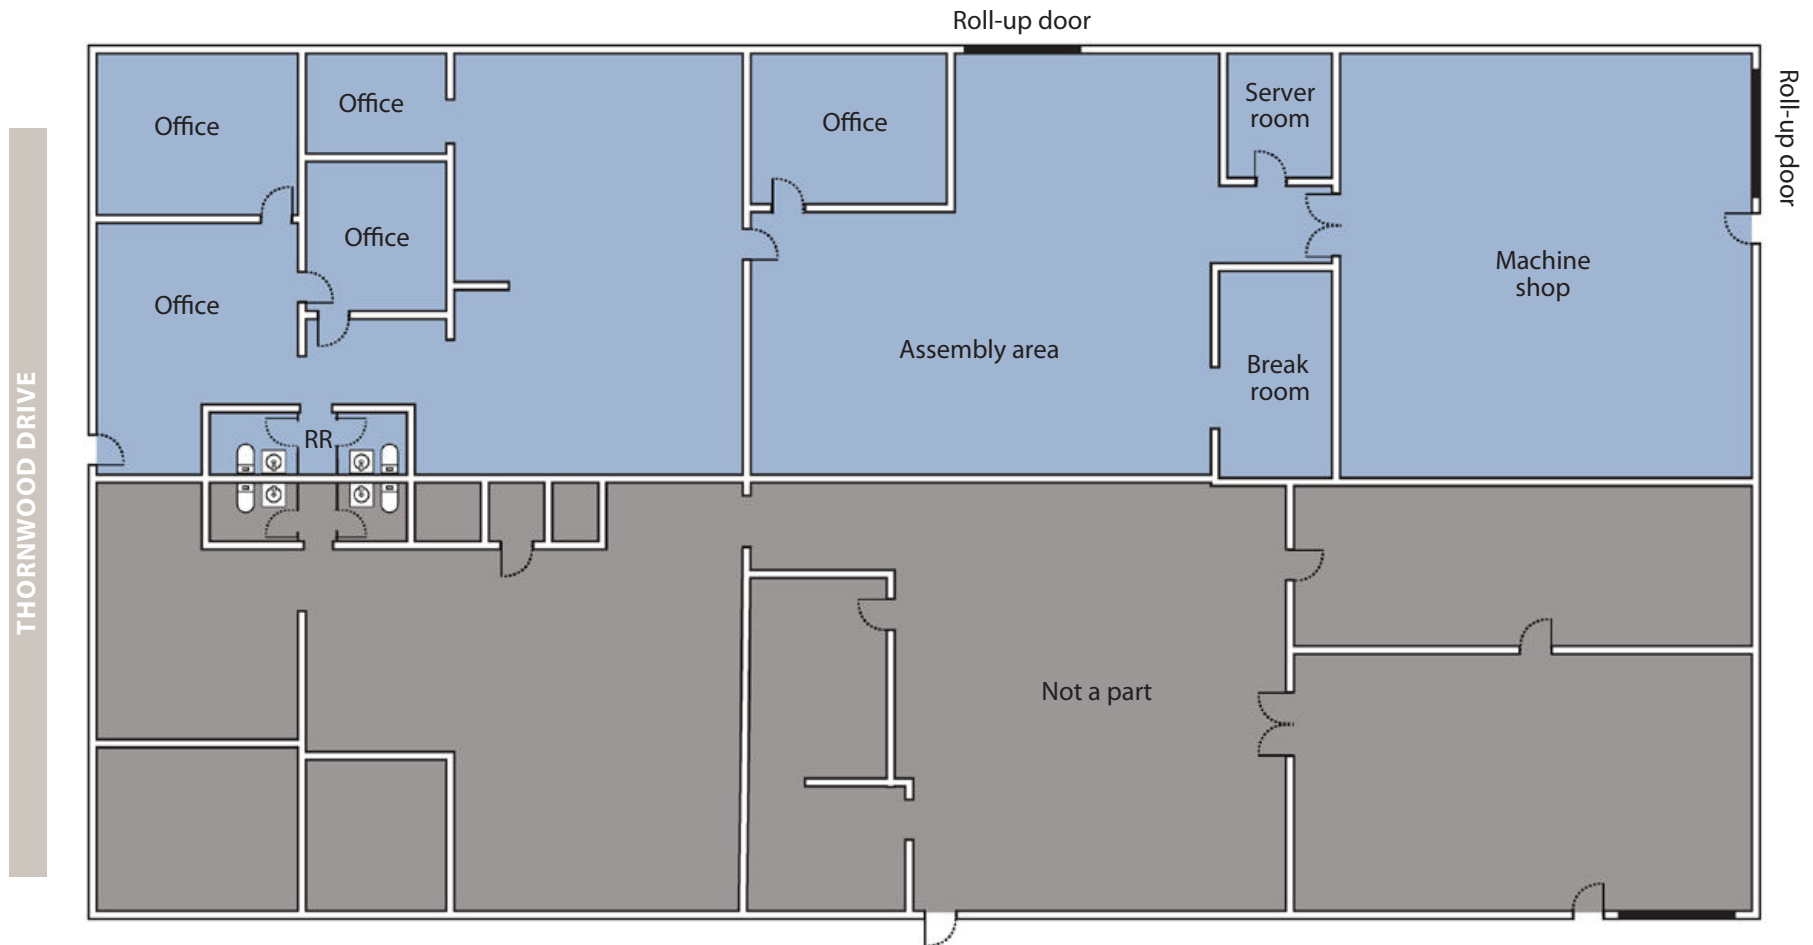 Roll-up door
Roll-up door
THORNWOOD DRIVE
Office
Office
Office
Office
Office
Server
room
Machine
shop
Assembly area
Break
room
RR
Not a part